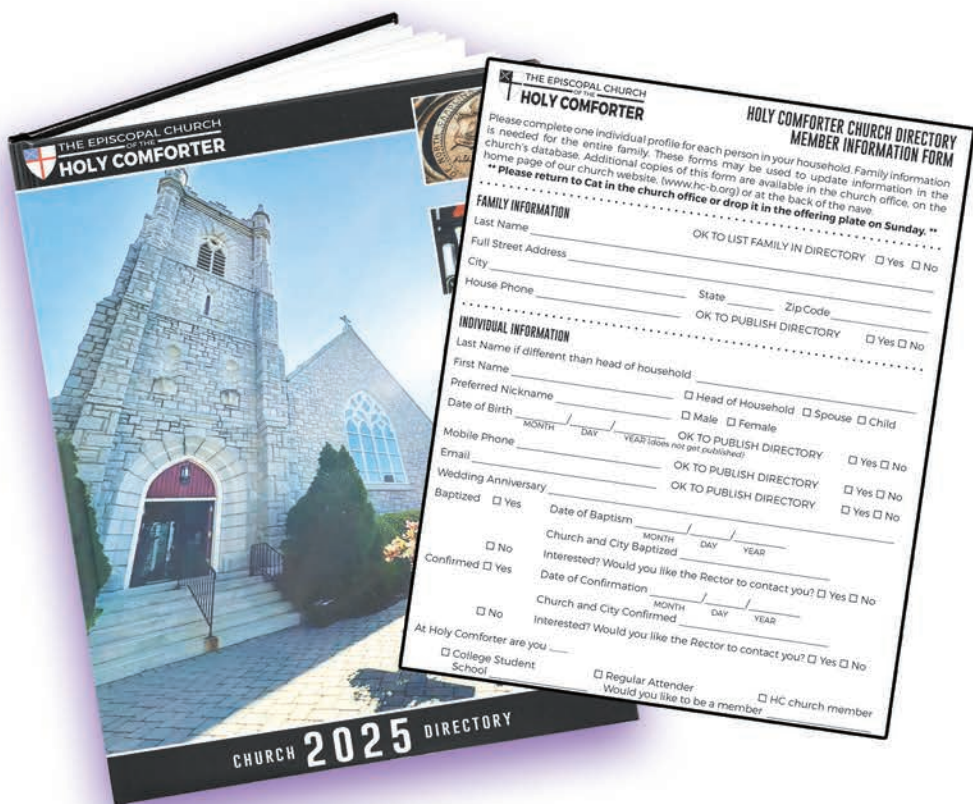 THE EPISCOPAL CHURCH
OF THE
HOLY COMFORTER
CHURCH 2025 DIRECTORY
THE EPISCOPAL CHURCH
OF THE
HOLY COMFORTER
HOLY COMFORTER CHURCH DIRECTORY
MEMBER INFORMATION FORM
Please complete one individual profile for each person in your household. Family information
is needed for the entire family. These forms may be used to update information in the
church's database. Additional copies of this form are available in the church office, on the
home page of our church website, (www.hc-b.org) or at the back of the nave.
** Please return to Cat in the church office or drop it in the offering plate on Sunday. **
FAMILY INFORMATION
Last Name OK TO LIST FAMILY IN DIRECTORY Yes No
Full Street Address
City State Zip Code
House Phone OK TO PUBLISH DIRECTORY Yes No
INDIVIDUAL INFORMATION
Last Name if different than head of household
First Name Head of Household Spouse Child
Preferred Nickname Male Female
Date of Birth / / OK TO PUBLISH DIRECTORY Yes No
MONTH DAY YEAR (does not get published)
Mobile Phone OK TO PUBLISH DIRECTORY Yes No
Email OK TO PUBLISH DIRECTORY Yes No
Wedding Anniversary
Baptized Yes Date of Baptism / /
MONTH DAY YEAR
Church and City Baptized
No Interested? Would you like the Rector to contact you? Yes No
Confirmed Yes Date of Confirmation / /
MONTH DAY YEAR
Church and City Confirmed
No Interested? Would you like the Rector to contact you? Yes No
At Holy Comforter are you
College Student Regular Attender HC church member
School Would you like to be a member